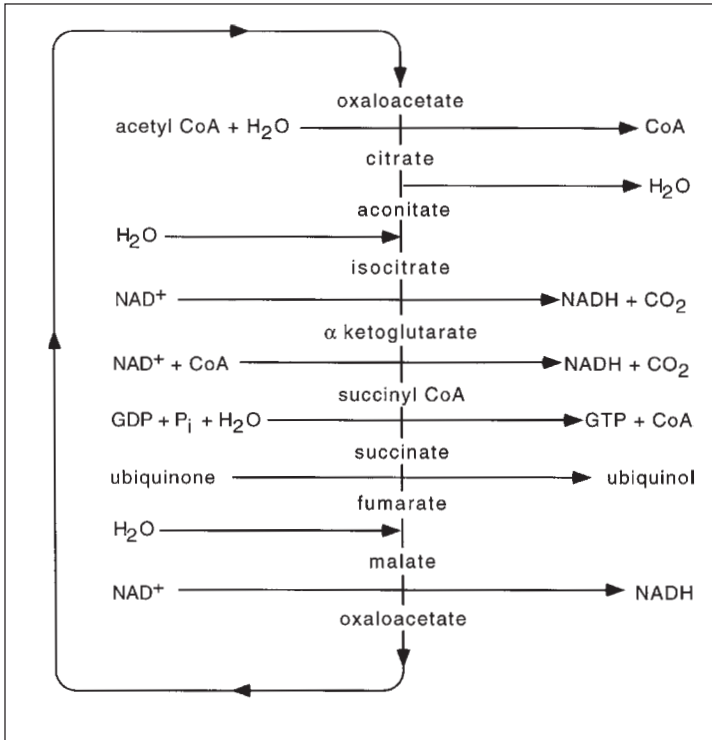 oxaloacetate
acetyl CoA + H₂O CoA
citrate
H₂O
aconitate
H₂O
isocitrate
NAD⁺ NADH + CO₂
α ketoglutarate
NAD⁺ + CoA NADH + CO₂
succinyl CoA
GDP + Pᵢ + H₂O GTP + CoA
succinate
ubiquinone ubiquinol
fumarate
H₂O
malate
NAD⁺ NADH
oxaloacetate